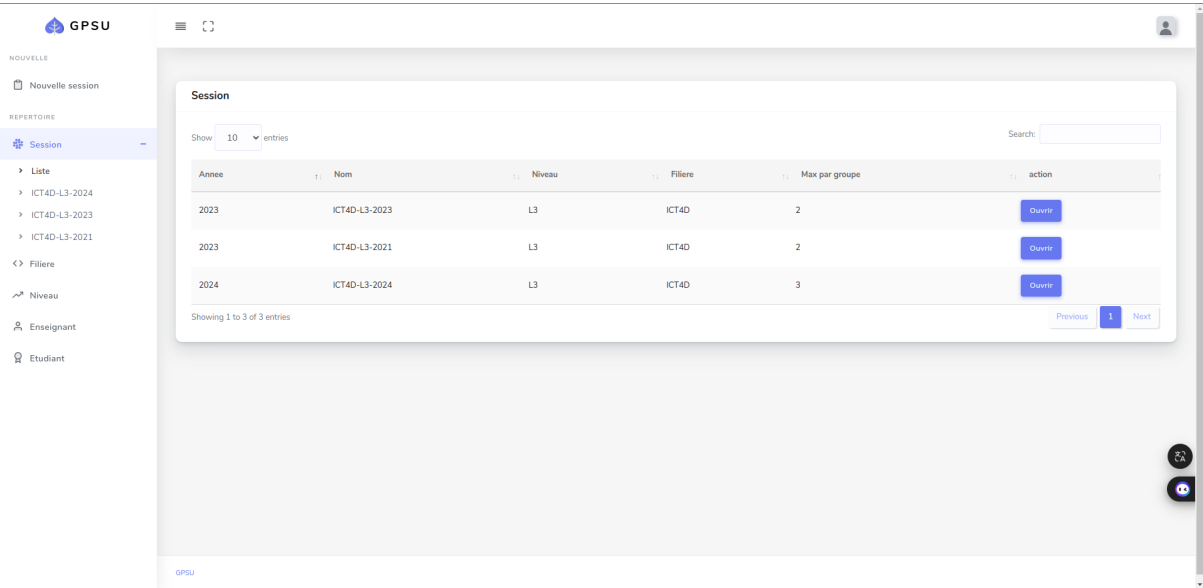 GPSU
NOUVELLE
Nouvelle session
REPERTOIRE
Session
Liste
ICT4D-L3-2024
ICT4D-L3-2023
ICT4D-L3-2021
Filiere
Niveau
Enseignant
Etudiant
Session
Show 10 entries
Search:
Annee Nom Niveau Filiere Max par groupe action
2023 ICT4D-L3-2023 L3 ICT4D 2 Ouvrir
2023 ICT4D-L3-2021 L3 ICT4D 2 Ouvrir
2024 ICT4D-L3-2024 L3 ICT4D 3 Ouvrir
Showing 1 to 3 of 3 entries
Previous 1 Next
GPSU